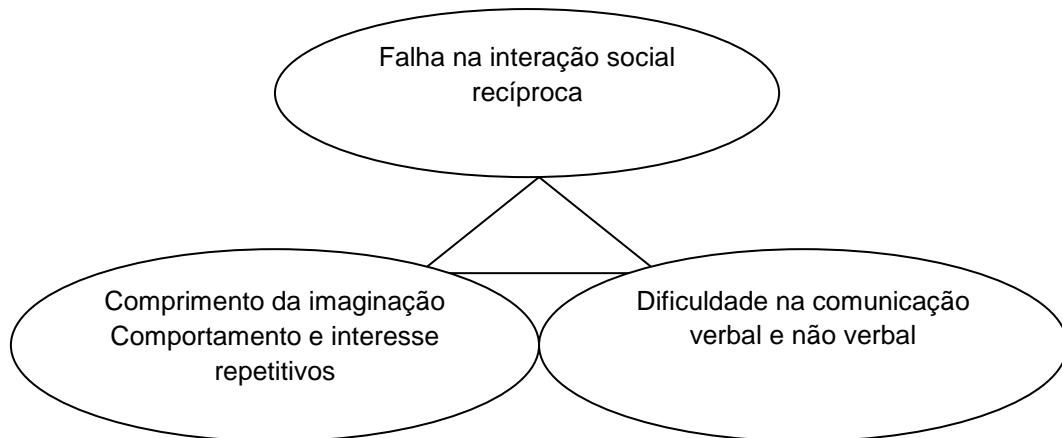 Falha na interação social
recíproca
Comprimento da imaginação
Comportamento e interesse
repetitivos
Dificuldade na comunicação
verbal e não verbal